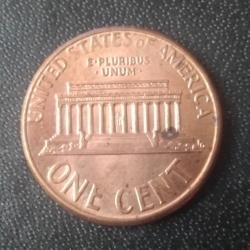 UNITED STATES OF AMERICA
E·PLURIBUS
UNUM·
ONE CENT